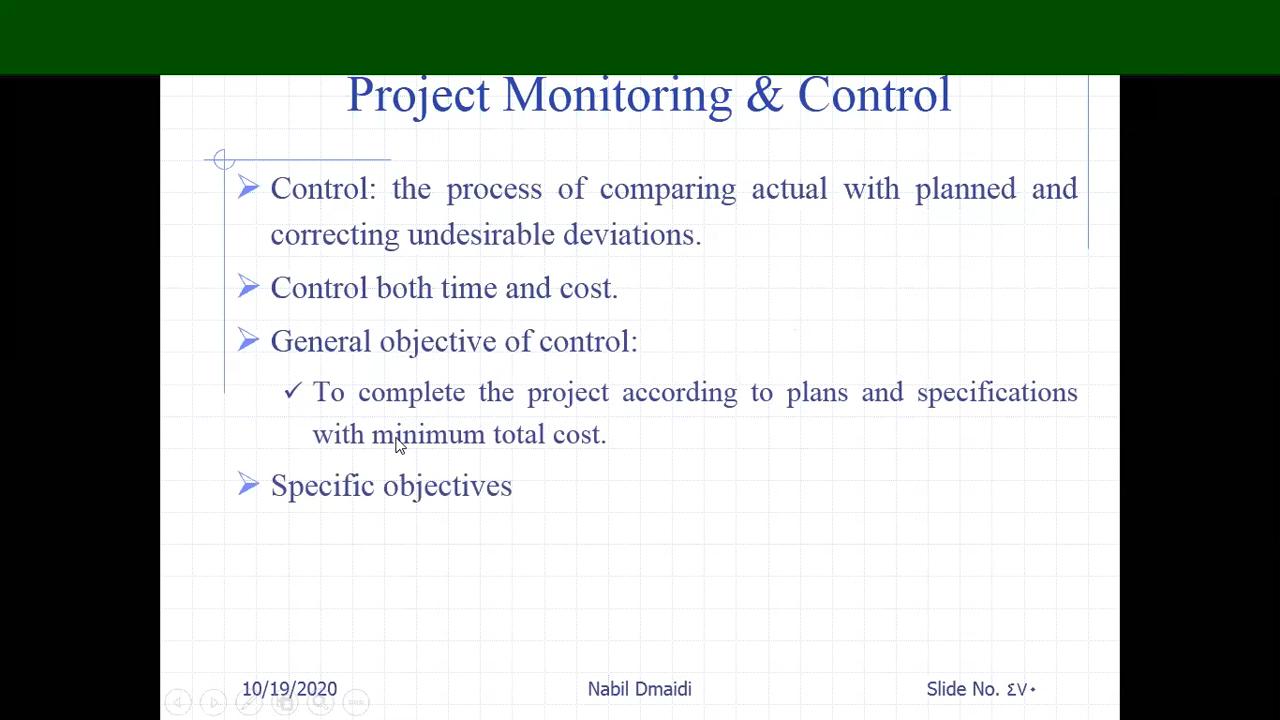 Project Monitoring & Control
Control: the process of comparing actual with planned and
correcting undesirable deviations.
Control both time and cost.
General objective of control:
✓ To complete the project according to plans and specifications
with minimum total cost.
Specific objectives
10/19/2020
Nabil Dmaidi
Slide No. ٤٧٠